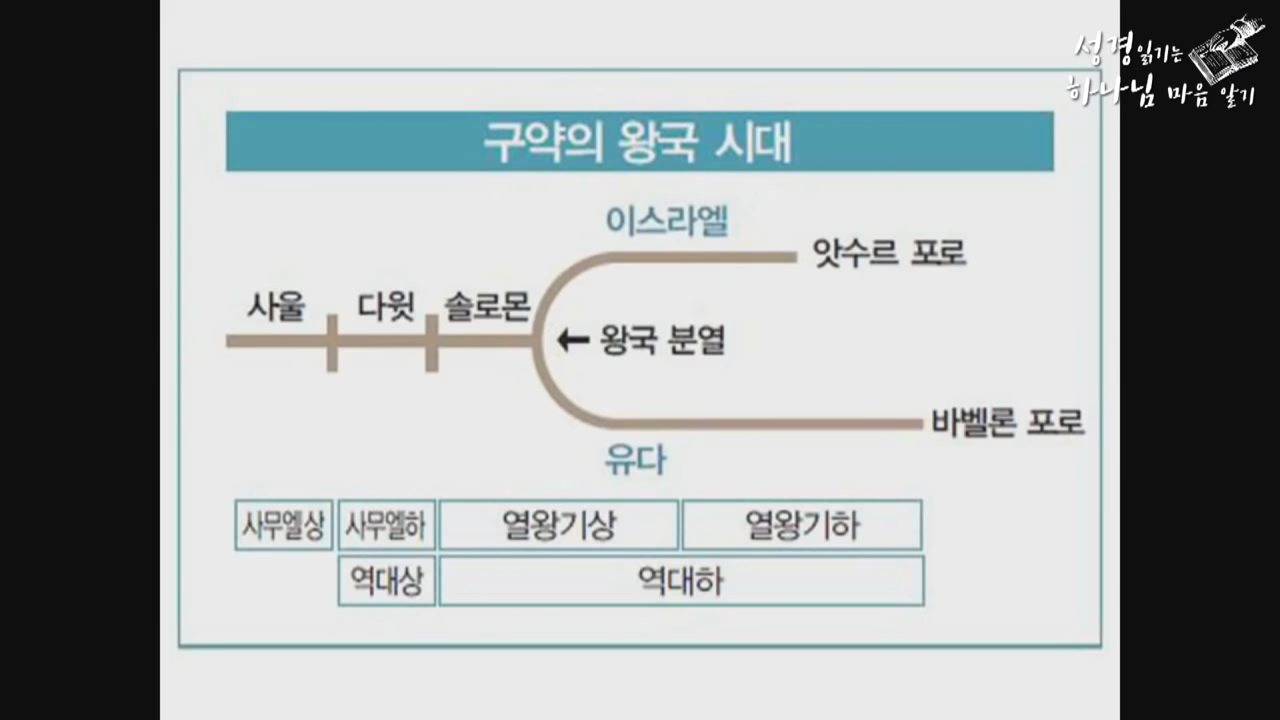 성경읽기는
하나님 마음 알기
구약의 왕국 시대
이스라엘
앗수르 포로
사울 다윗 솔로몬
왕국 분열
바벨론 포로
유다
사무엘상 사무엘하 열왕기상 열왕기하
역대상 역대하